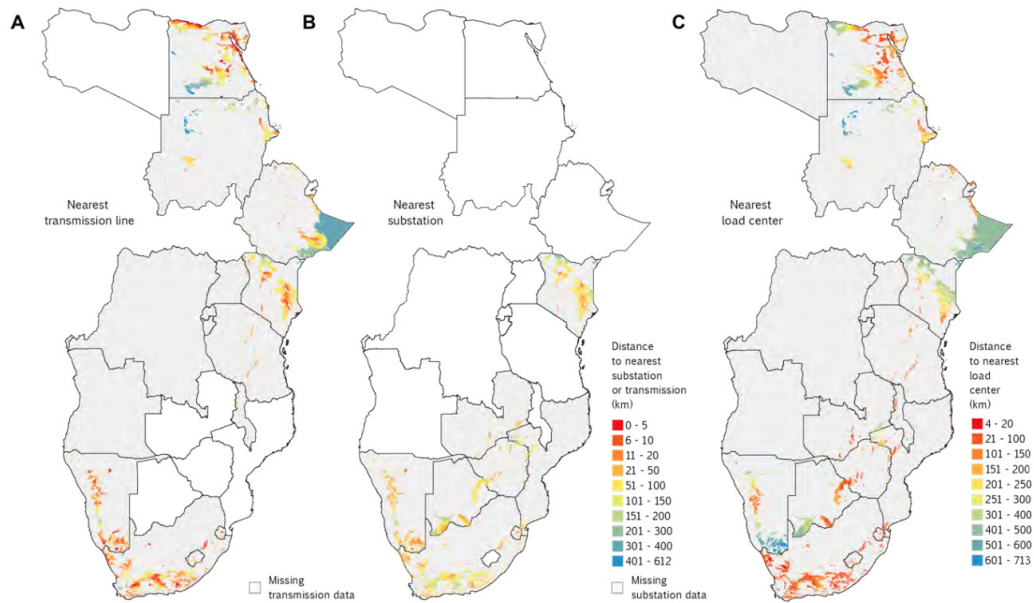 A
B
C
Nearest
transmission line
Nearest
substation
Nearest
load center
Distance
to nearest
substation
or transmission
(km)
0 - 5
6 - 10
11 - 20
21 - 50
51 - 100
101 - 150
151 - 200
201 - 300
301 - 400
401 - 612
Distance
to nearest
load
center
(km)
4 - 20
21 - 100
101 - 150
151 - 200
201 - 250
251 - 300
301 - 400
401 - 500
501 - 600
601 - 713
Missing
transmission data
Missing
substation data